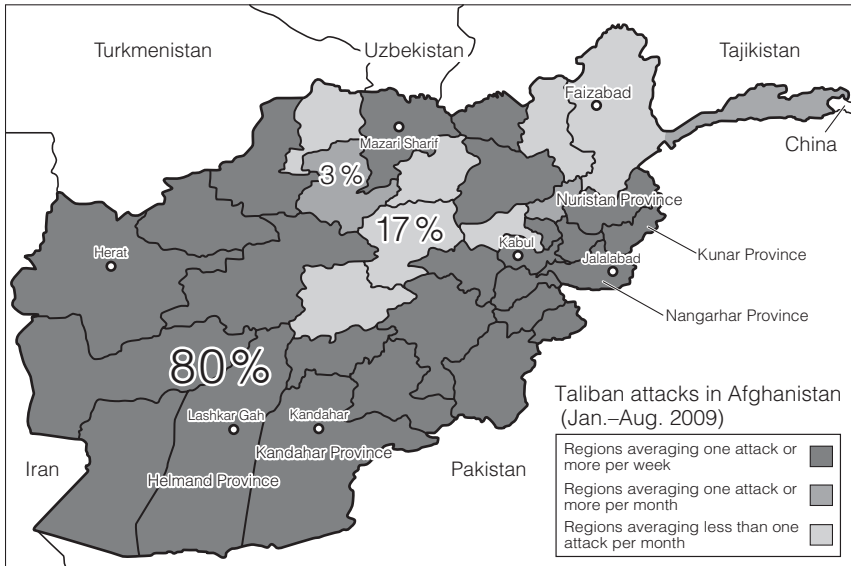 Turkmenistan
Uzbekistan
Tajikistan
Faizabad
China
Mazari Sharif
3%
Nuristan Province
17%
Kabul
Kunar Province
Herat
Jalalabad
Nangarhar Province
80%
Taliban attacks in Afghanistan
(Jan.–Aug. 2009)
Lashkar Gah
Kandahar
Kandahar Province
Iran
Helmand Province
Pakistan
Regions averaging one attack or
more per week
Regions averaging one attack or
more per month
Regions averaging less than one
attack per month